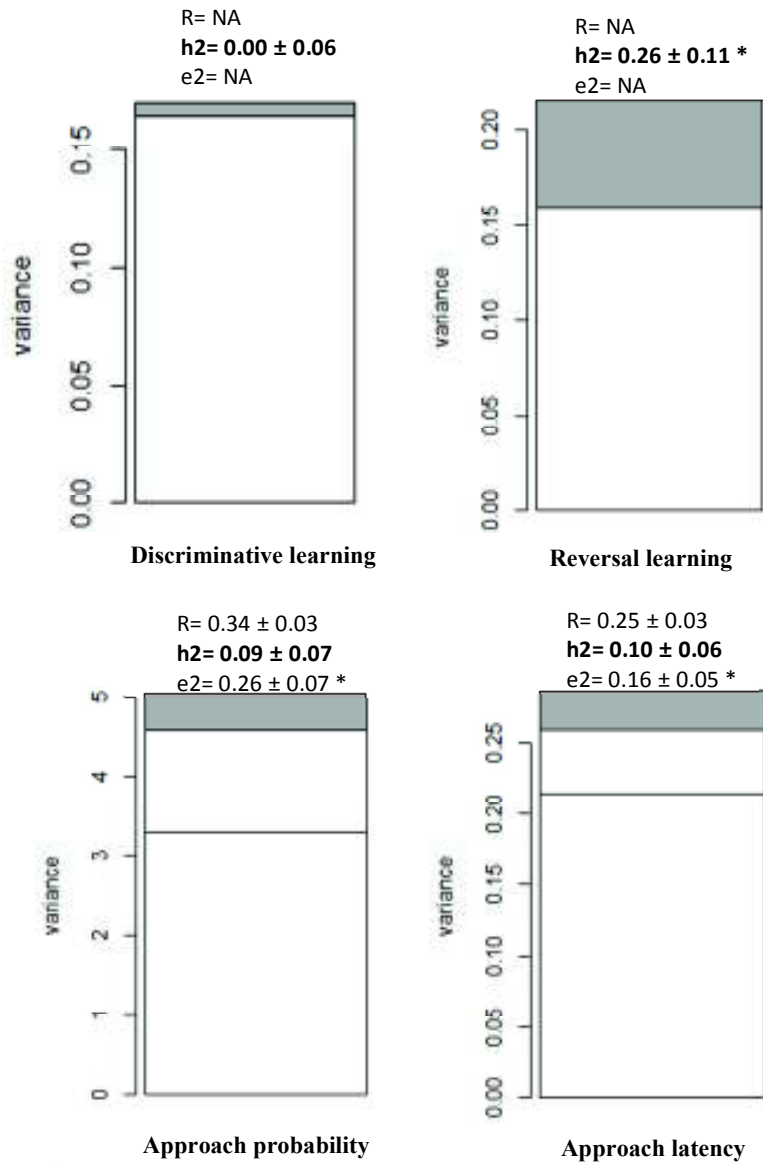 R= NA
h2= 0.00 ± 0.06
e2= NA
variance
0.15
0.10
0.05
0.00
Discriminative learning
R= NA
h2= 0.26 ± 0.11 *
e2= NA
variance
0.20
0.15
0.10
0.05
0.00
Reversal learning
R= 0.34 ± 0.03
h2= 0.09 ± 0.07
e2= 0.26 ± 0.07 *
variance
5
4
3
2
1
0
Approach probability
R= 0.25 ± 0.03
h2= 0.10 ± 0.06
e2= 0.16 ± 0.05 *
variance
0.25
0.20
0.15
0.10
0.05
0.00
Approach latency